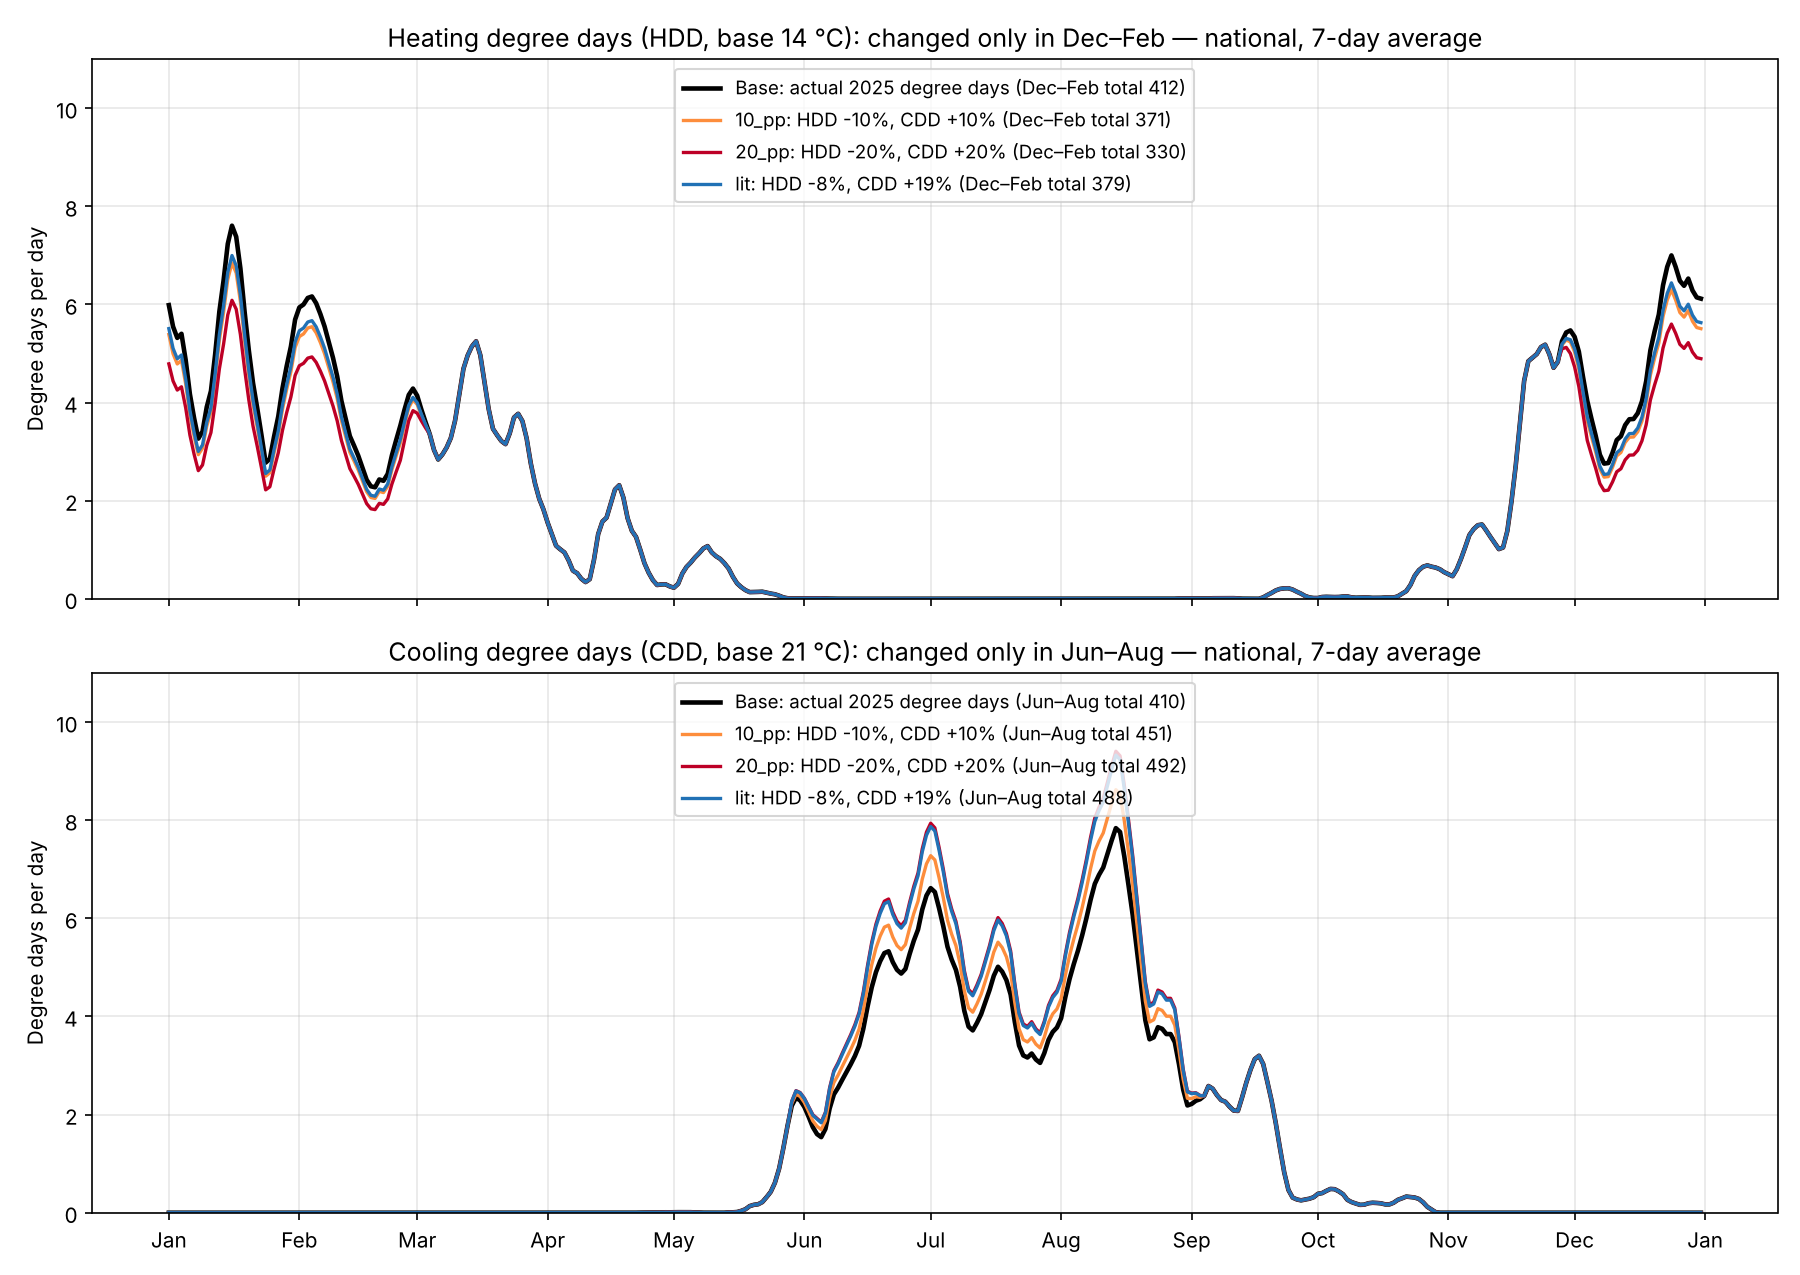 Heating degree days (HDD, base 14 °C): changed only in Dec–Feb — national, 7-day average
Base: actual 2025 degree days (Dec–Feb total 412)
10_pp: HDD -10%, CDD +10% (Dec–Feb total 371)
20_pp: HDD -20%, CDD +20% (Dec–Feb total 330)
lit: HDD -8%, CDD +19% (Dec–Feb total 379)
Degree days per day
10
8
6
4
2
0
Cooling degree days (CDD, base 21 °C): changed only in Jun–Aug — national, 7-day average
Base: actual 2025 degree days (Jun–Aug total 410)
10_pp: HDD -10%, CDD +10% (Jun–Aug total 451)
20_pp: HDD -20%, CDD +20% (Jun–Aug total 492)
lit: HDD -8%, CDD +19% (Jun–Aug total 488)
Degree days per day
10
8
6
4
2
0
Jan Feb Mar Apr May Jun Jul Aug Sep Oct Nov Dec Jan